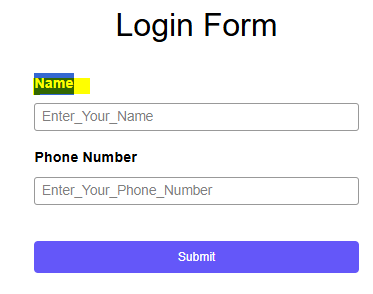 Login Form
Name
Enter_Your_Name
Phone Number
Enter_Your_Phone_Number
Submit